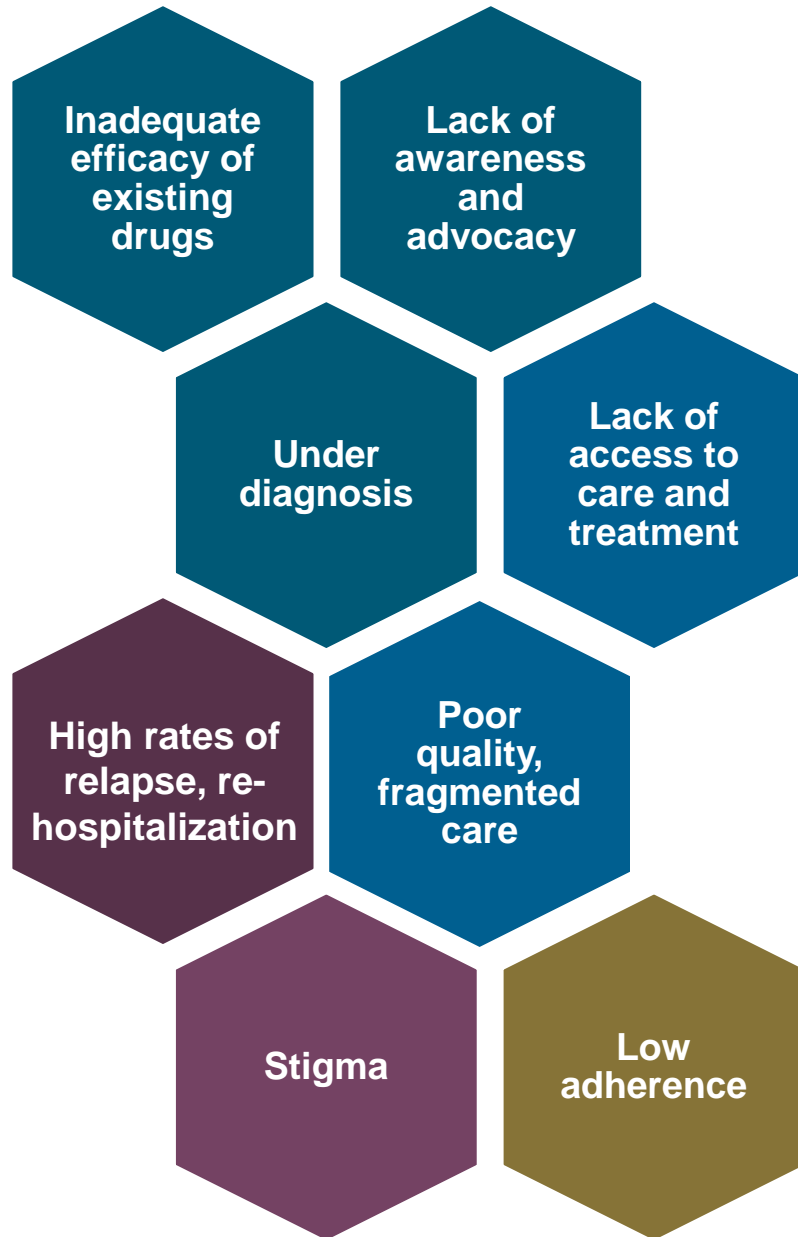 Inadequate
efficacy of
existing
drugs
Lack of
awareness
and
advocacy
Under
diagnosis
Lack of
access to
care and
treatment
High rates of
relapse, re-
hospitalization
Poor
quality,
fragmented
care
Stigma
Low
adherence